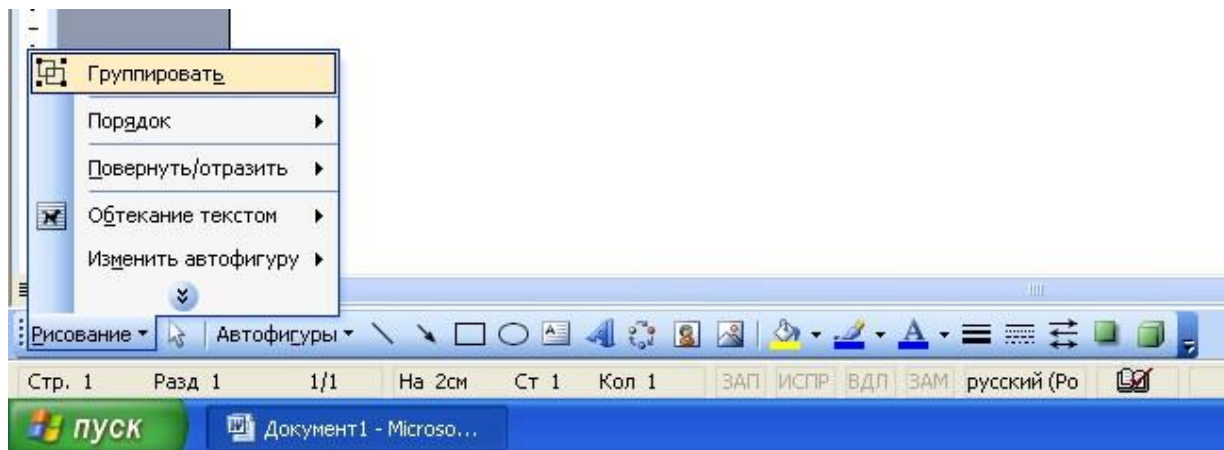 Группировать
Порядок
Повернуть/отразить
Обтекание текстом
Изменить автофигуру
Рисование Автофигуры A
Стр. 1 Разд 1 1/1 На 2см Ст 1 Кол 1 ЗАП ИСПР ВДЛ ЗАМ русский (Ро
пуск Документ1 - Microso...